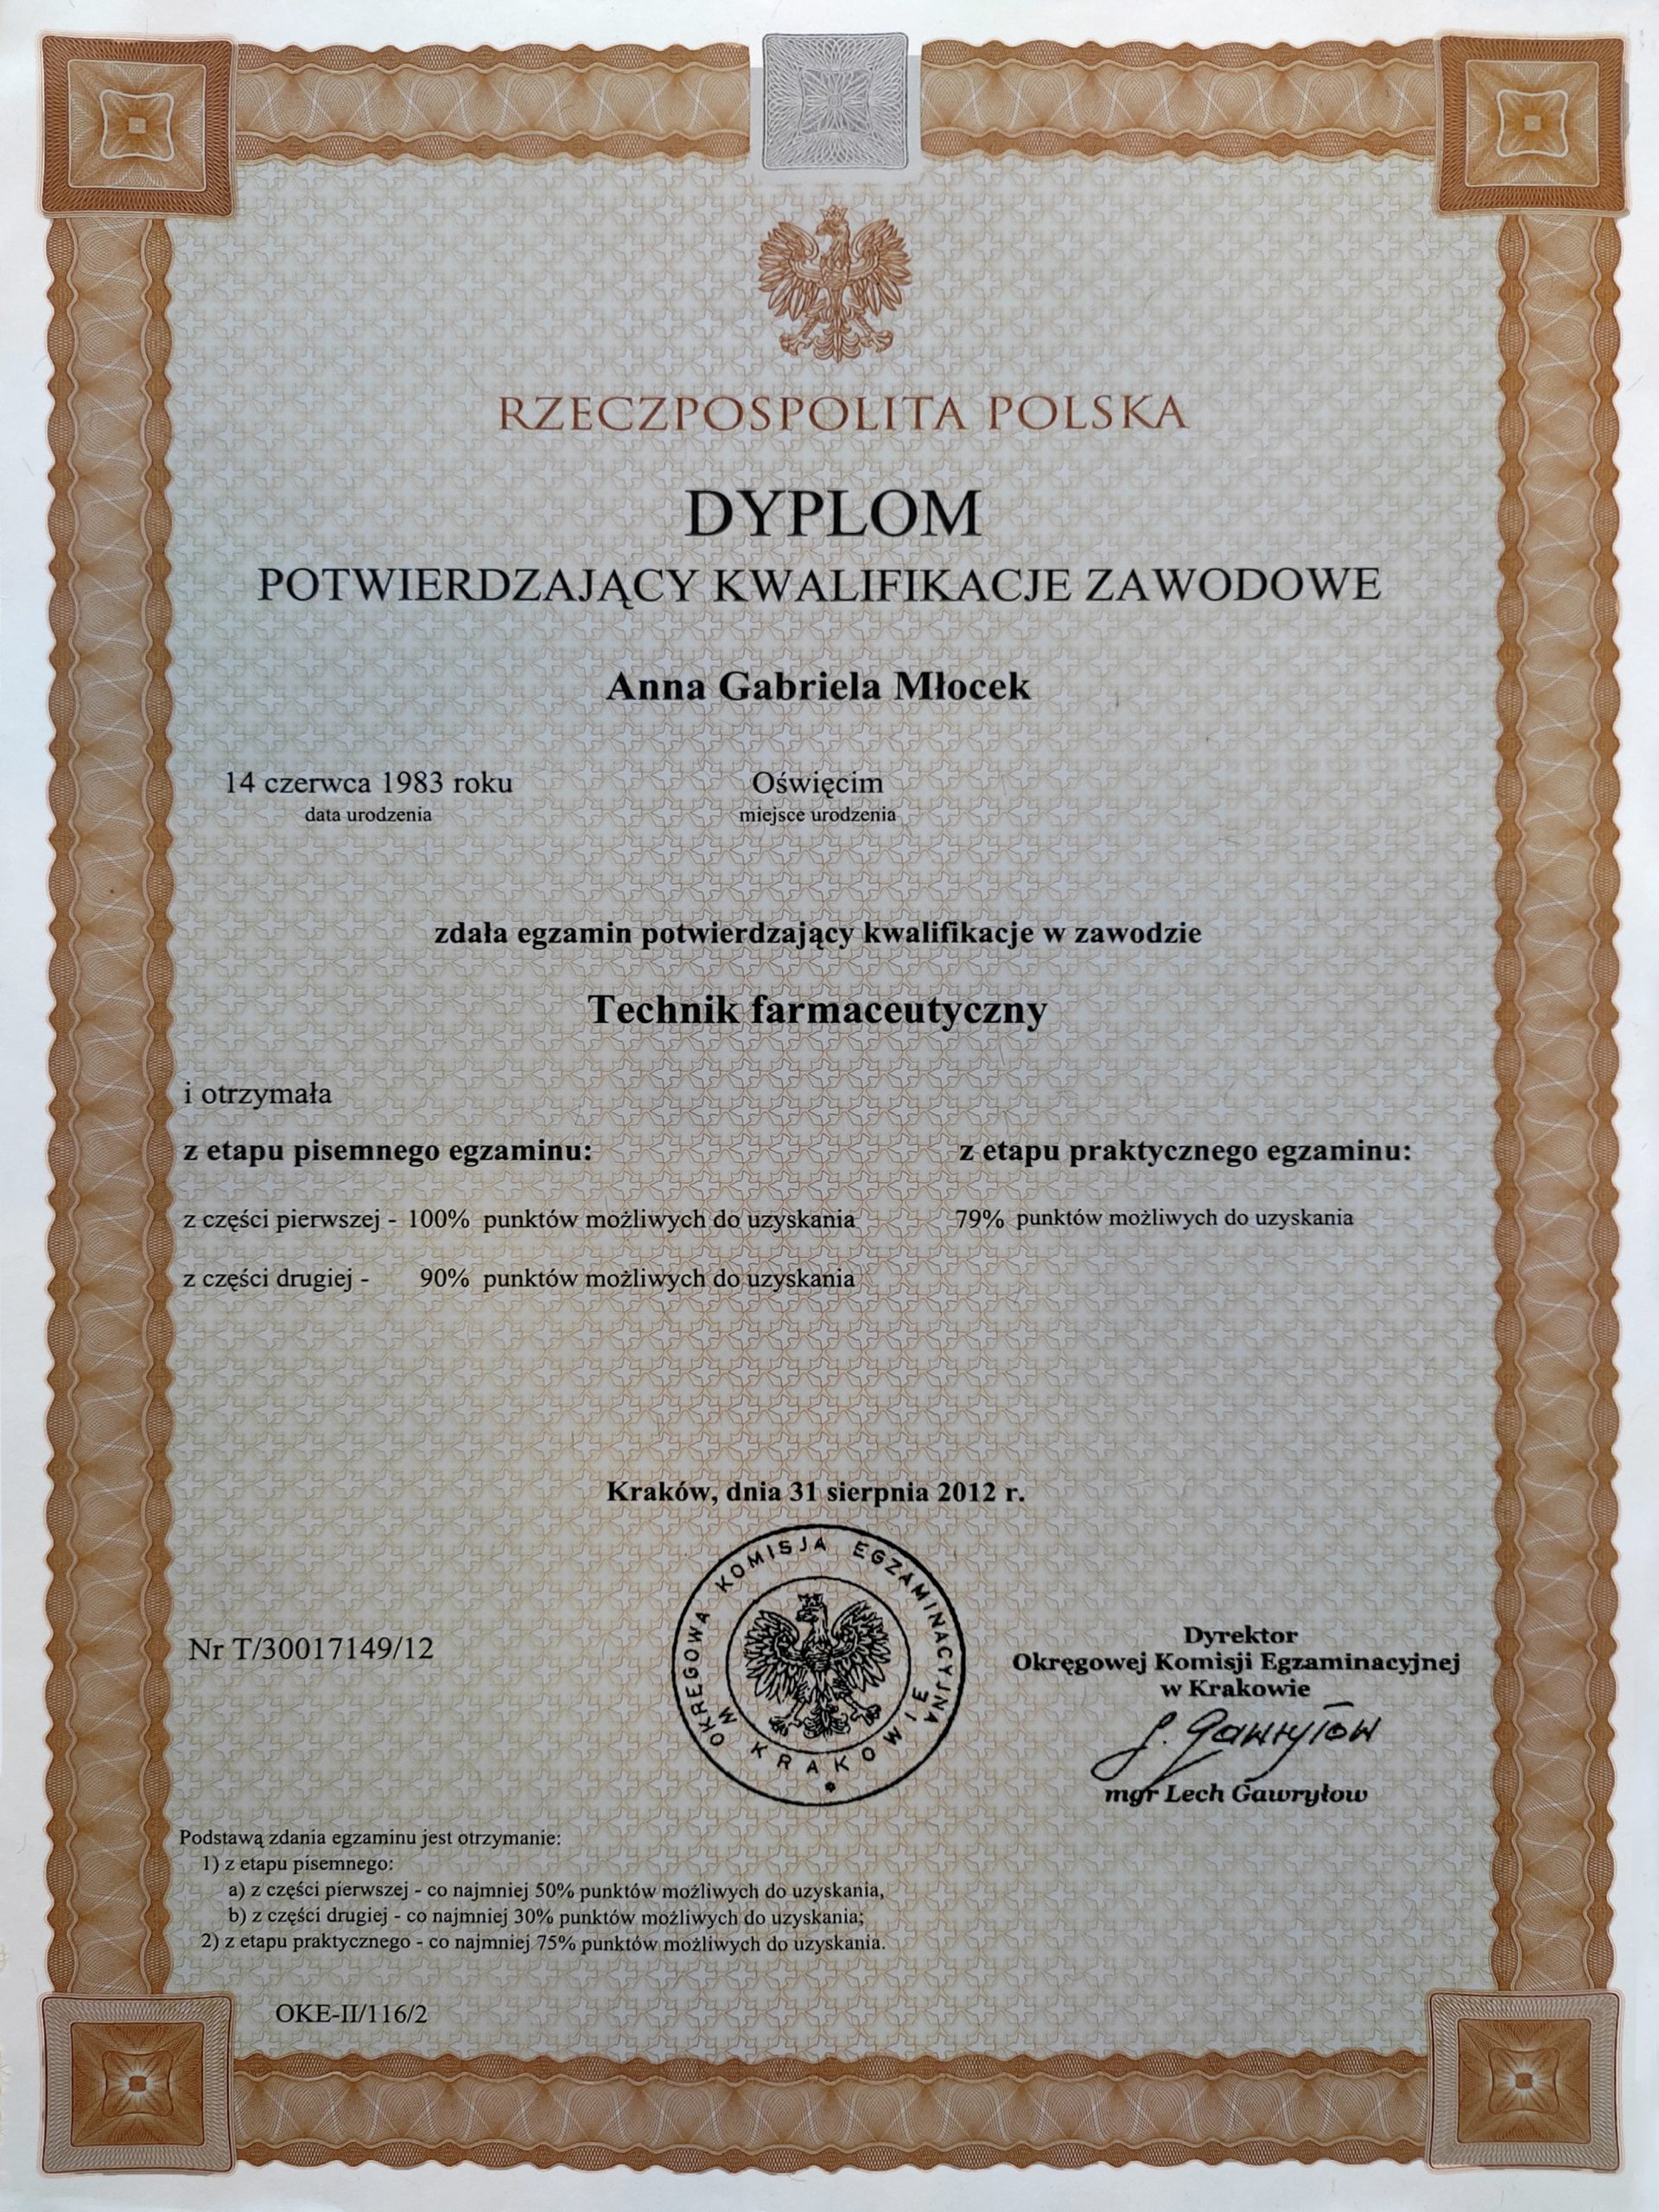 RZECZPOSPOLITA POLSKA
DYPLOM
POTWIERDZAJĄCY KWALIFIKACJE ZAWODOWE
Anna Gabriela Młocek
14 czerwca 1983 roku Oświęcim
data urodzenia miejsce urodzenia
zdała egzamin potwierdzający kwalifikacje w zawodzie
Technik farmaceutyczny
i otrzymała
z etapu pisemnego egzaminu: z etapu praktycznego egzaminu:
z części pierwszej - 100% punktów możliwych do uzyskania 79% punktów możliwych do uzyskania
z części drugiej - 90% punktów możliwych do uzyskania
Kraków, dnia 31 sierpnia 2012 r.
OKRĘGOWA KOMISJA EGZAMINACYJNA
W KRAKOWIE
Nr T/30017149/12
Dyrektor
Okręgowej Komisji Egzaminacyjnej
w Krakowie
L. Gawryłow
mgr Lech Gawryłow
Podstawą zdania egzaminu jest otrzymanie:
1) z etapu pisemnego:
a) z części pierwszej - co najmniej 50% punktów możliwych do uzyskania,
b) z części drugiej - co najmniej 30% punktów możliwych do uzyskania;
2) z etapu praktycznego - co najmniej 75% punktów możliwych do uzyskania.
OKE-II/116/2